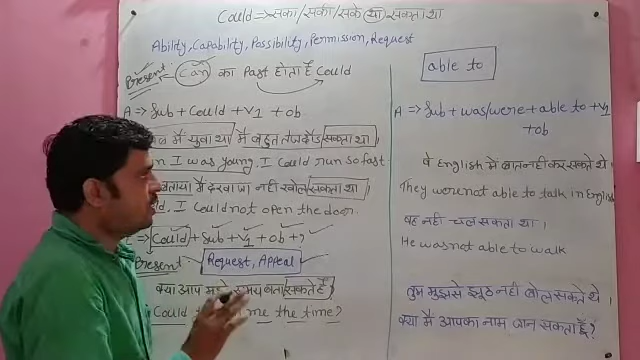 Could => सका/सकी/सके था सकता था
Ability, Capability, Possibility, Permission, Request
Present Can का Past होता है Could
A => Sub + Could + V1 + ob
मैं युवा था मैं बहुत तेज दौड़ सकता था
I was young. I could run so fast
बताया मैं दरवाजा नहीं खोल सकता था
I could not open the door.
Could + Sub + V1 + ob + ?
Present Request, Appeal
क्या आप मुझे समय बता सकते हैं
Could me the time?
able to
A => Sub + was/were + able to + V1
+ ob
वे English में बात नहीं कर सकते थे
They were not able to talk in English
वह नहीं चल सकता था।
He was not able to walk
तुम मुझसे झूठ नहीं बोल सकते थे
क्या मैं आपका नाम जान सकता हूँ?